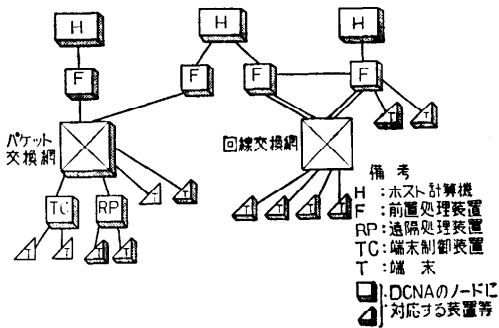 H
H
H
F
F
F
F
パケット
交換網
回線交換網
T
T
TC
RP
T
T
T
T
T
T
T
T
T
T
備考
H:ホスト計算機
F:前置処理装置
RP:遠隔処理装置
TC:端末制御装置
T:端末
:DCNAのノードに
対応する装置等